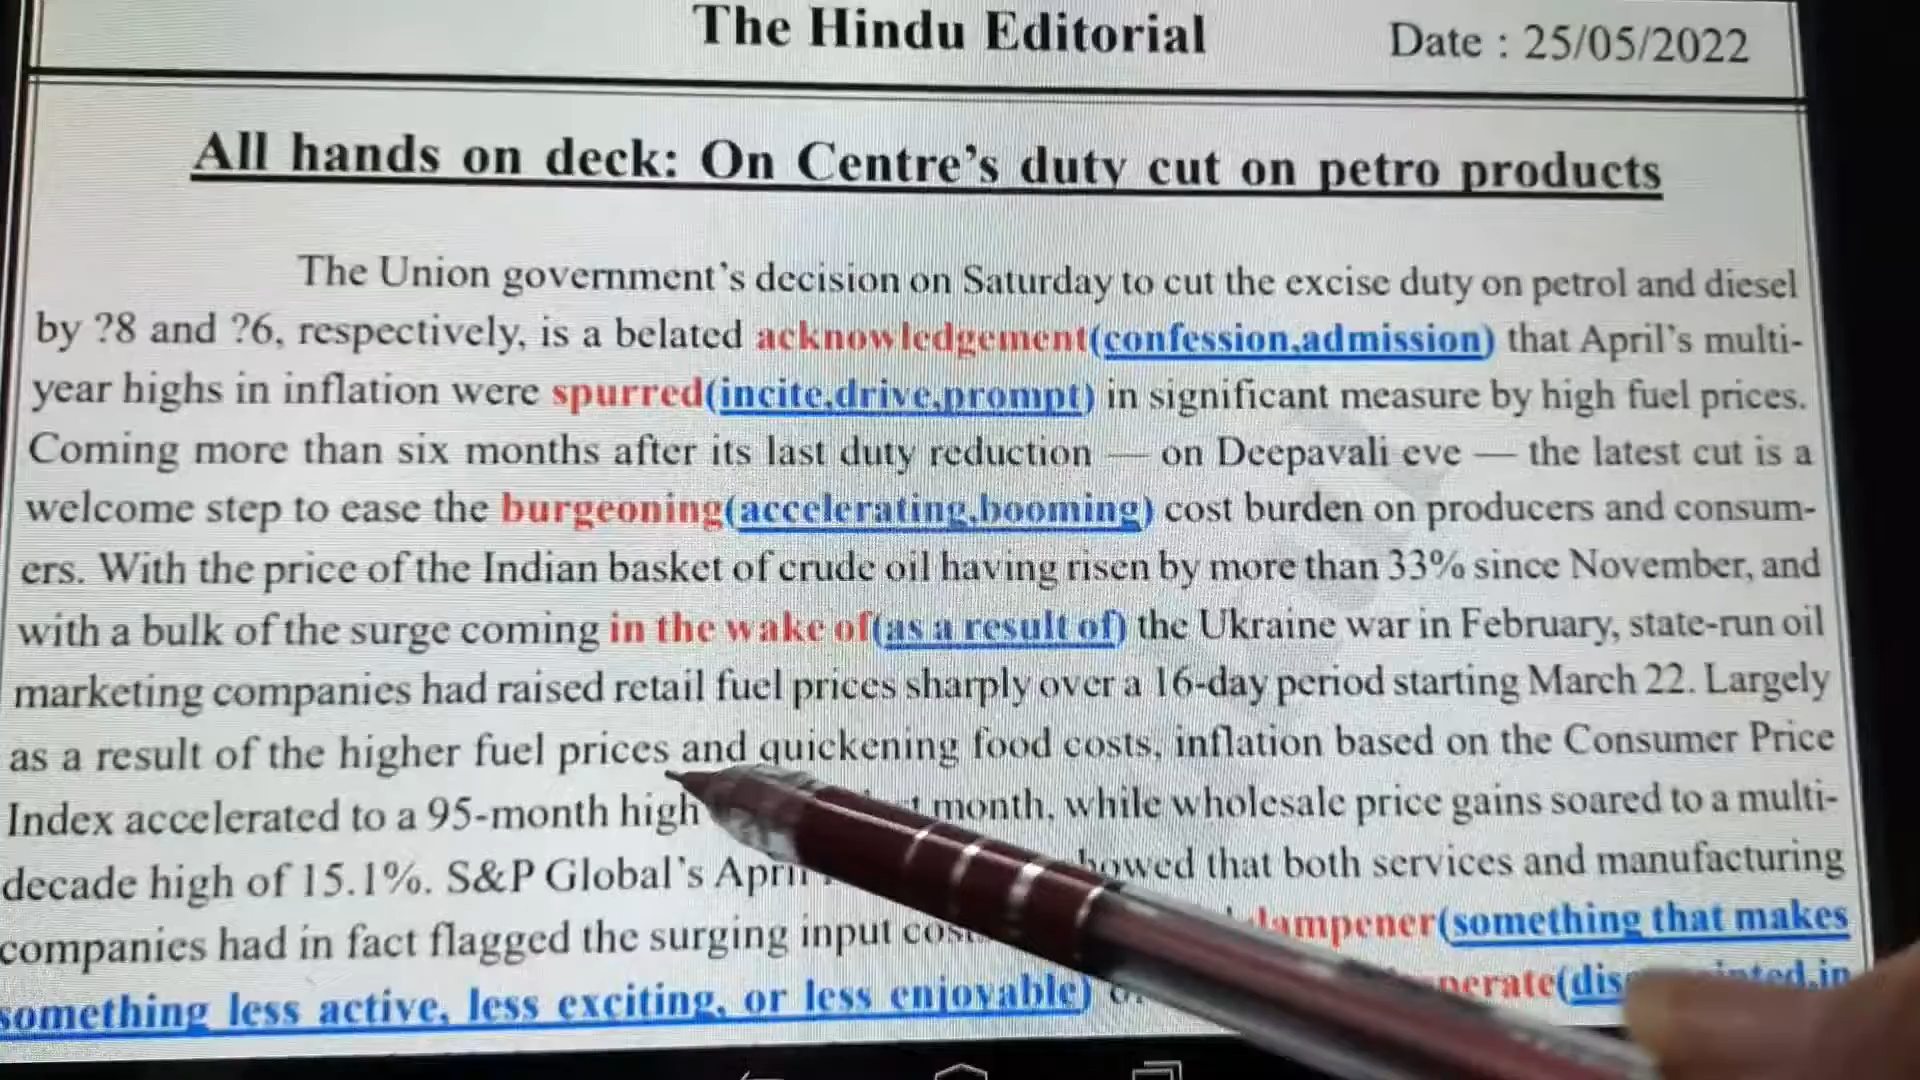 The Hindu Editorial
Date : 25/05/2022
All hands on deck: On Centre's duty cut on petro products
The Union government's decision on Saturday to cut the excise duty on petrol and diesel
by ?8 and ?6, respectively, is a belated acknowledgement(confession,admission) that April's multi-
year highs in inflation were spurred(incite,drive,prompt) in significant measure by high fuel prices.
Coming more than six months after its last duty reduction — on Deepavali eve — the latest cut is a
welcome step to ease the burgeoning(accelerating,booming) cost burden on producers and consum-
ers. With the price of the Indian basket of crude oil having risen by more than 33% since November, and
with a bulk of the surge coming in the wake of(as a result of) the Ukraine war in February, state-run oil
marketing companies had raised retail fuel prices sharply over a 16-day period starting March 22. Largely
as a result of the higher fuel prices and quickening food costs, inflation based on the Consumer Price
Index accelerated to a 95-month high month, while wholesale price gains soared to a multi-
decade high of 15.1%. S&P Global's April that both services and manufacturing
companies had in fact flagged the surging input (something that makes
something less active, less exciting, or less enjoyable)